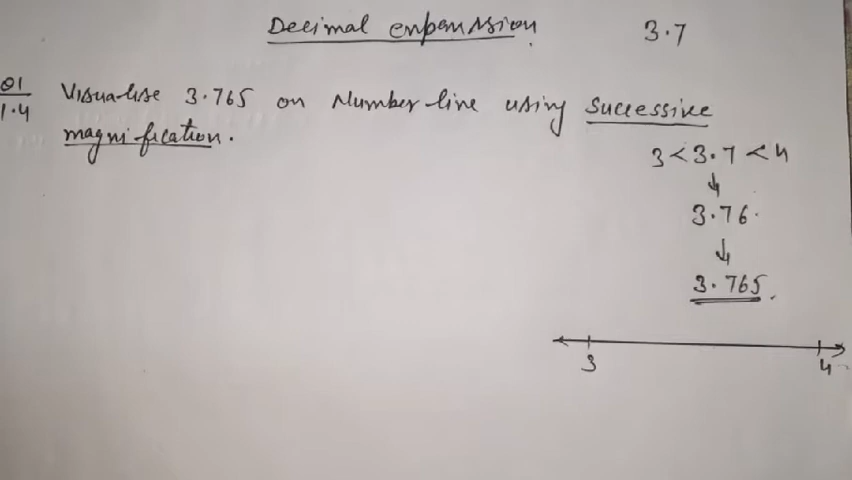 Decimal expansion 3.7
Q1 Visualise 3.765 on Number line using successive
1.4 magnification.
3 < 3.7 < 4
↓
3.76.
↓
3.765.
3 4